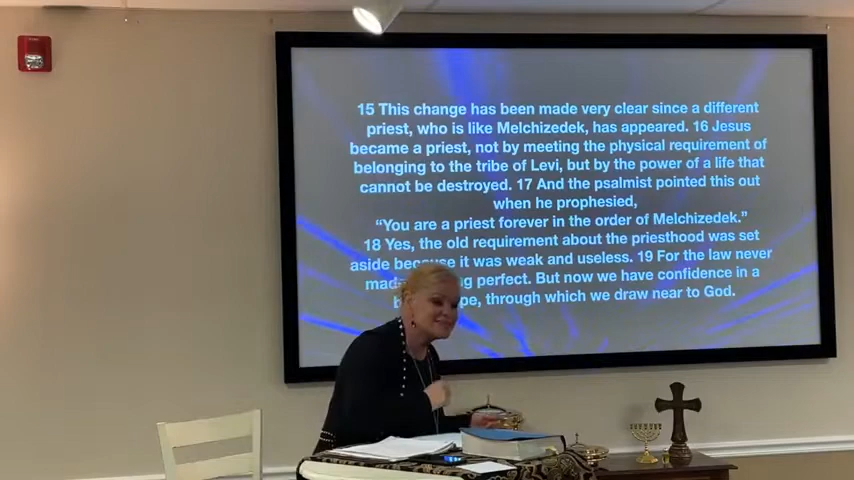 15 This change has been made very clear since a different
priest, who is like Melchizedek, has appeared. 16 Jesus
became a priest, not by meeting the physical requirement of
belonging to the tribe of Levi, but by the power of a life that
cannot be destroyed. 17 And the psalmist pointed this out
when he prophesied,
“You are a priest forever in the order of Melchizedek.”
18 Yes, the old requirement about the priesthood was set
aside because it was weak and useless. 19 For the law never
perfect. But now we have confidence in a
through which we draw near to God.